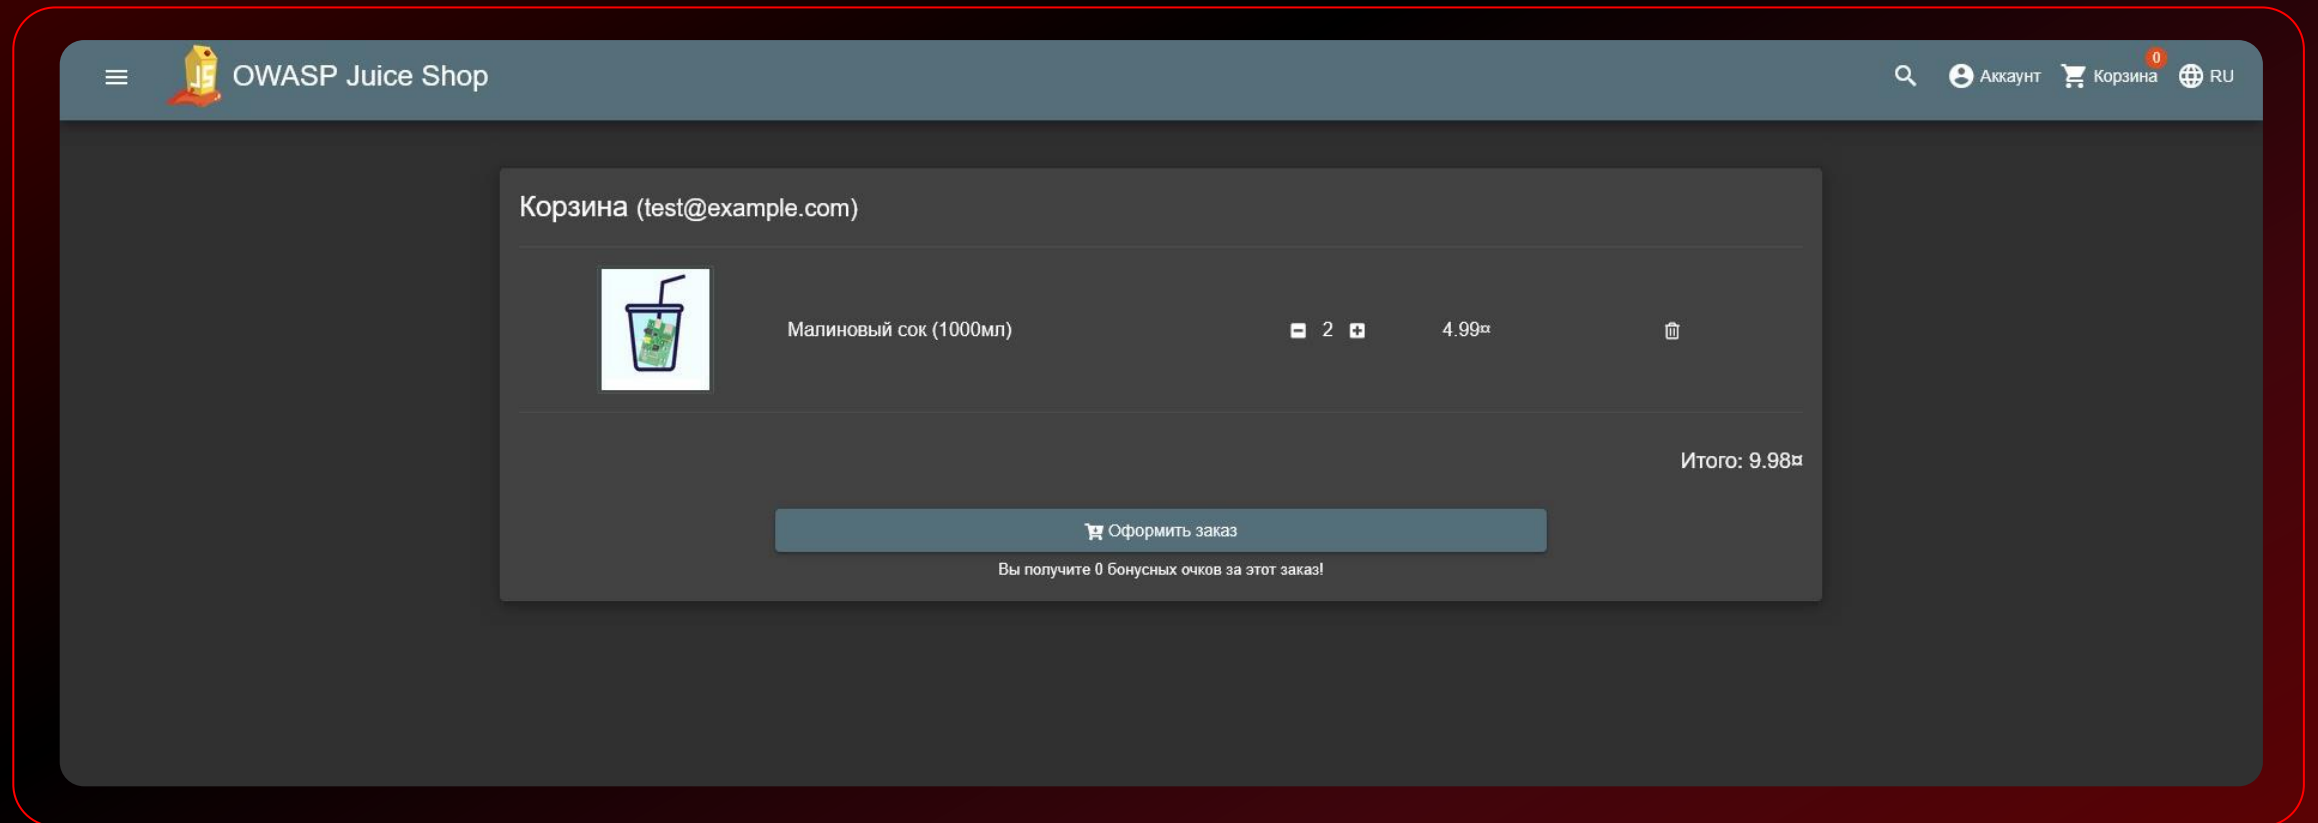 OWASP Juice Shop
Аккаунт
Корзина
0
RU
Корзина (test@example.com)
Малиновый сок (1000мл)
2
4.99¤
Итого: 9.98¤
Оформить заказ
Вы получите 0 бонусных очков за этот заказ!